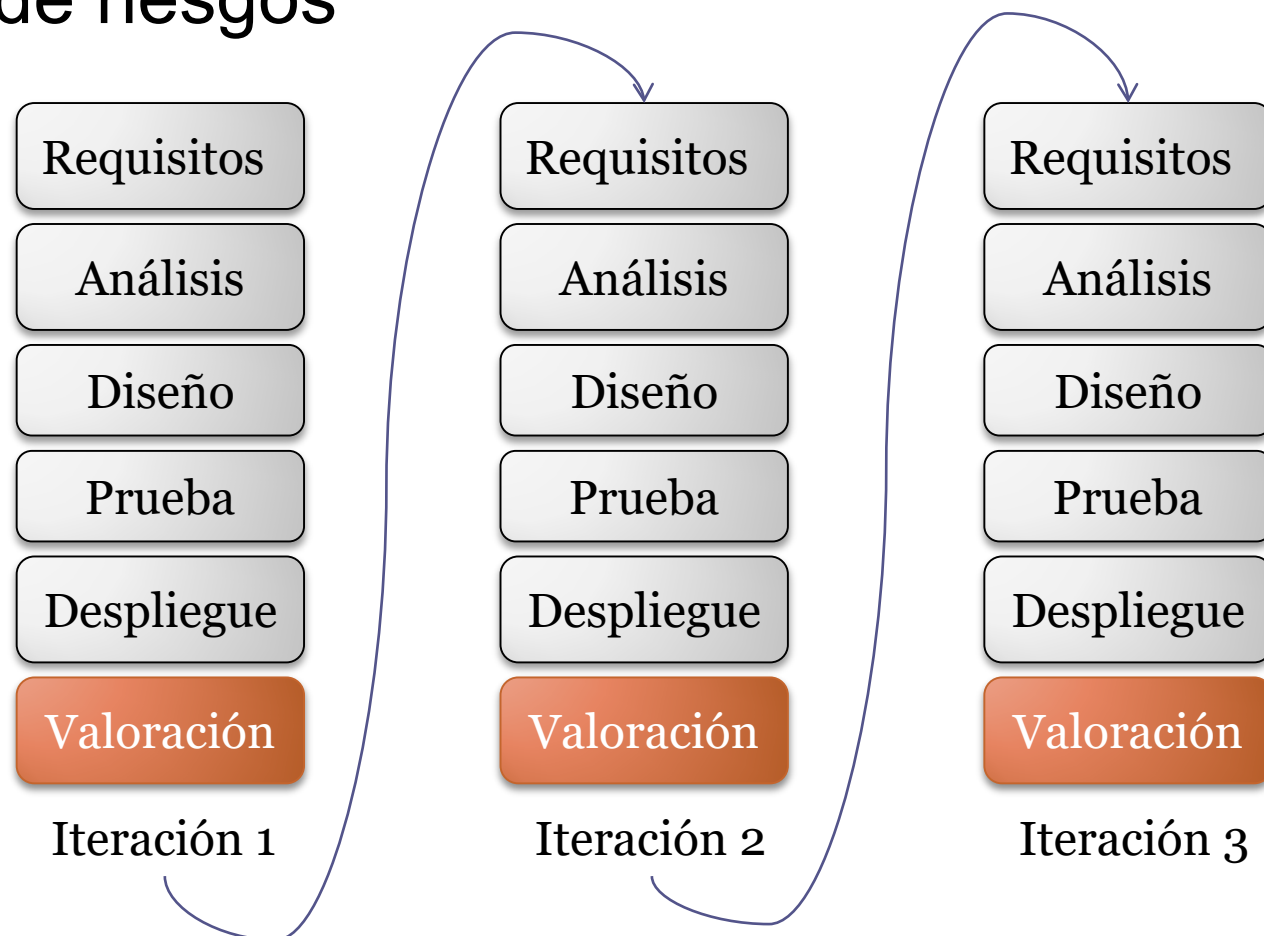 de riesgos
Requisitos
Análisis
Diseño
Prueba
Despliegue
Valoración
Iteración 1
Requisitos
Análisis
Diseño
Prueba
Despliegue
Valoración
Iteración 2
Requisitos
Análisis
Diseño
Prueba
Despliegue
Valoración
Iteración 3